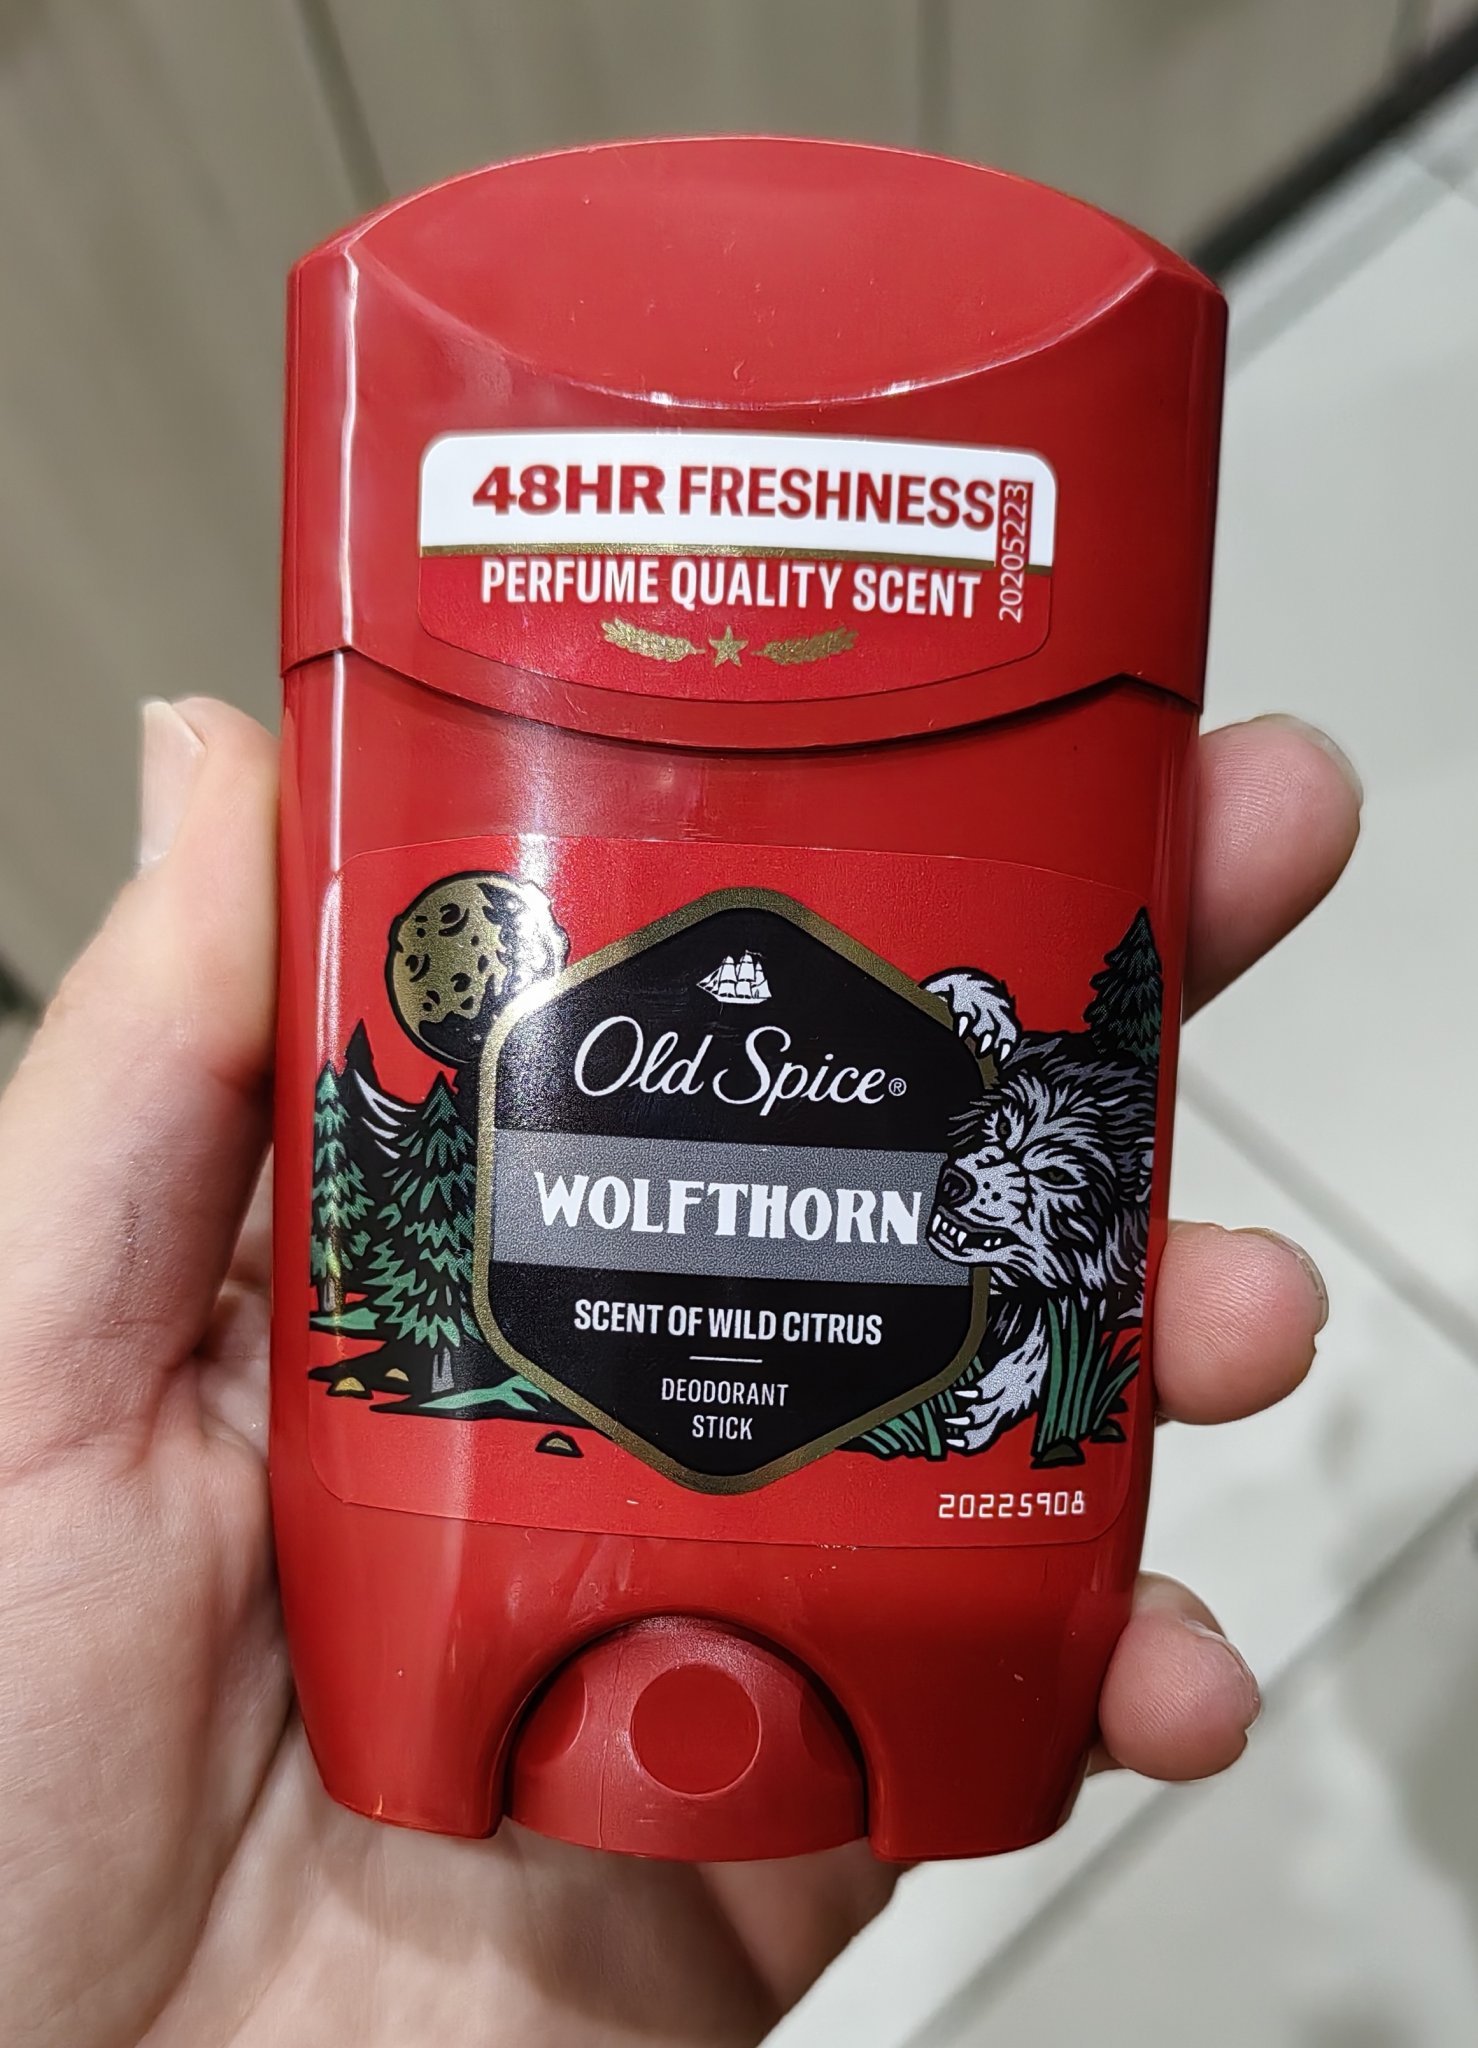 48HR FRESHNESS
PERFUME QUALITY SCENT
20205223
Old Spice®
WOLFTHORN
SCENT OF WILD CITRUS
DEODORANT
STICK
20225908